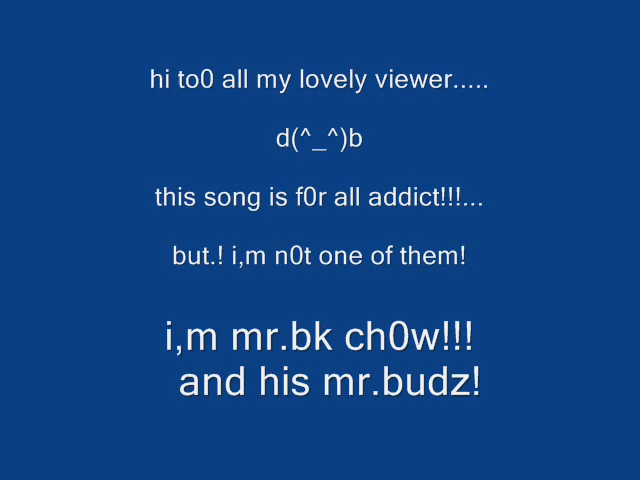 hi to0 all my lovely viewer.....
d(^_^)b
this song is f0r all addict!!!...
but.! i,m n0t one of them!
i,m mr.bk ch0w!!!
and his mr.budz!